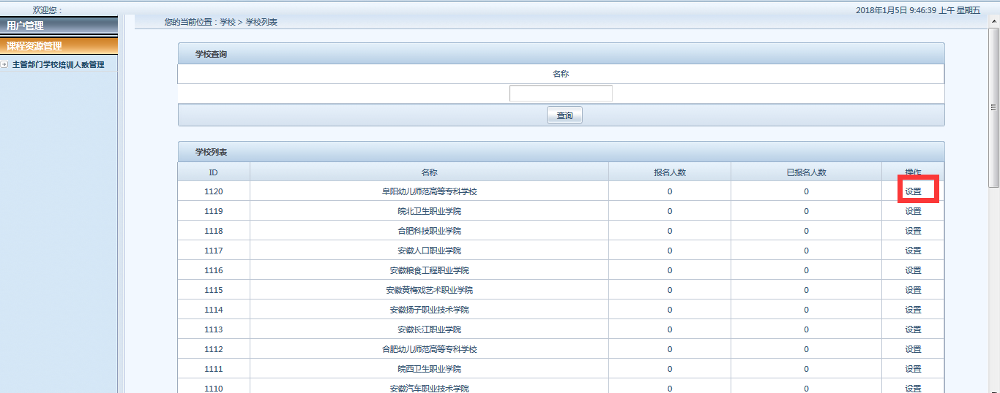 欢迎您：
2018年1月5日 9:46:39 上午 星期五
用户管理
课程资源管理
主管部门学校培训人数管理
您的当前位置：学校 > 学校列表
学校查询
名称
查询
学校列表
ID 名称 报名人数 已报名人数 操作
1120 阜阳幼儿师范高等专科学校 0 0 设置
1119 皖北卫生职业学院 0 0 设置
1118 合肥科技职业学院 0 0 设置
1117 安徽人口职业学院 0 0 设置
1116 安徽粮食工程职业学院 0 0 设置
1115 安徽黄梅戏艺术职业学院 0 0 设置
1114 安徽扬子职业技术学院 0 0 设置
1113 安徽长江职业学院 0 0 设置
1112 合肥幼儿师范高等专科学校 0 0 设置
1111 皖西卫生职业学院 0 0 设置
1110 安徽汽车职业技术学院 0 0 设置